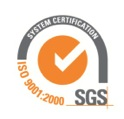 SYSTEM CERTIFICATION
ISO 9001:2000
SGS